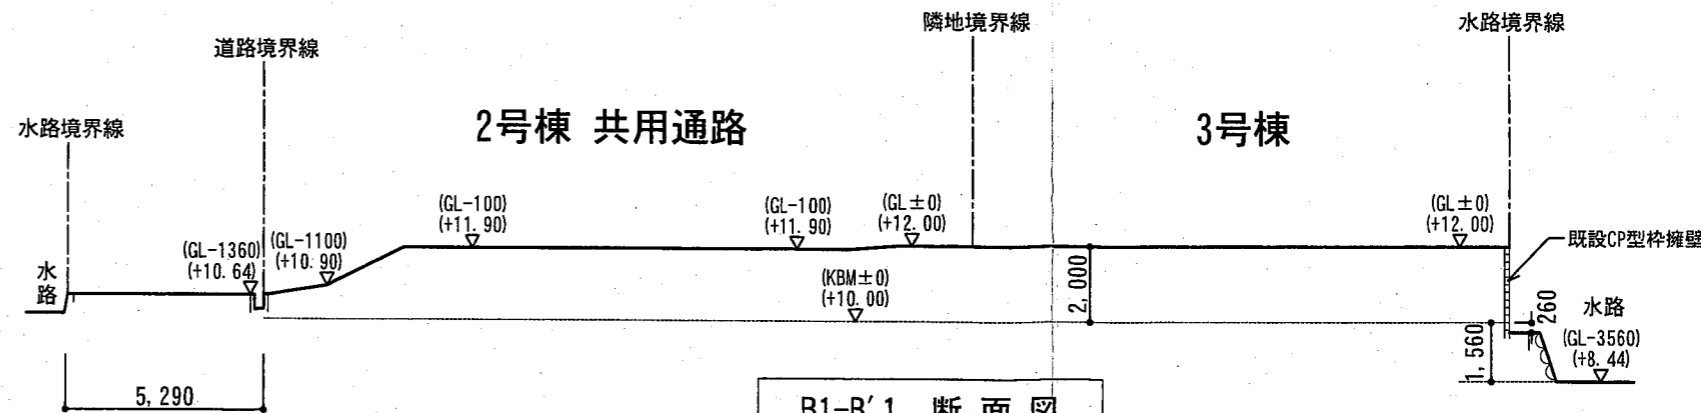 隣地境界線
水路境界線
道路境界線
水路境界線
2号棟 共用通路
3号棟
(GL-100)
(+11.90)
(GL-100)
(+11.90)
(GL±0)
(+12.00)
(GL±0)
(+12.00)
(GL-1360)
(+10.64)
(GL-1100)
(+10.90)
既設CP型枠擁壁
水路
(KBM±0)
(+10.00)
2,000
260
水路
(GL-3560)
(+8.44)
1,560
5,290
B1-B'1 断面図